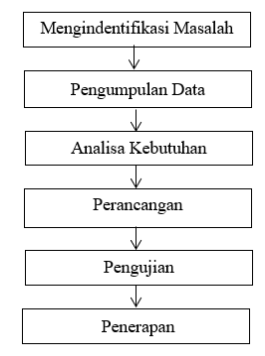 Mengindentifikasi Masalah
Pengumpulan Data
Analisa Kebutuhan
Perancangan
Pengujian
Penerapan